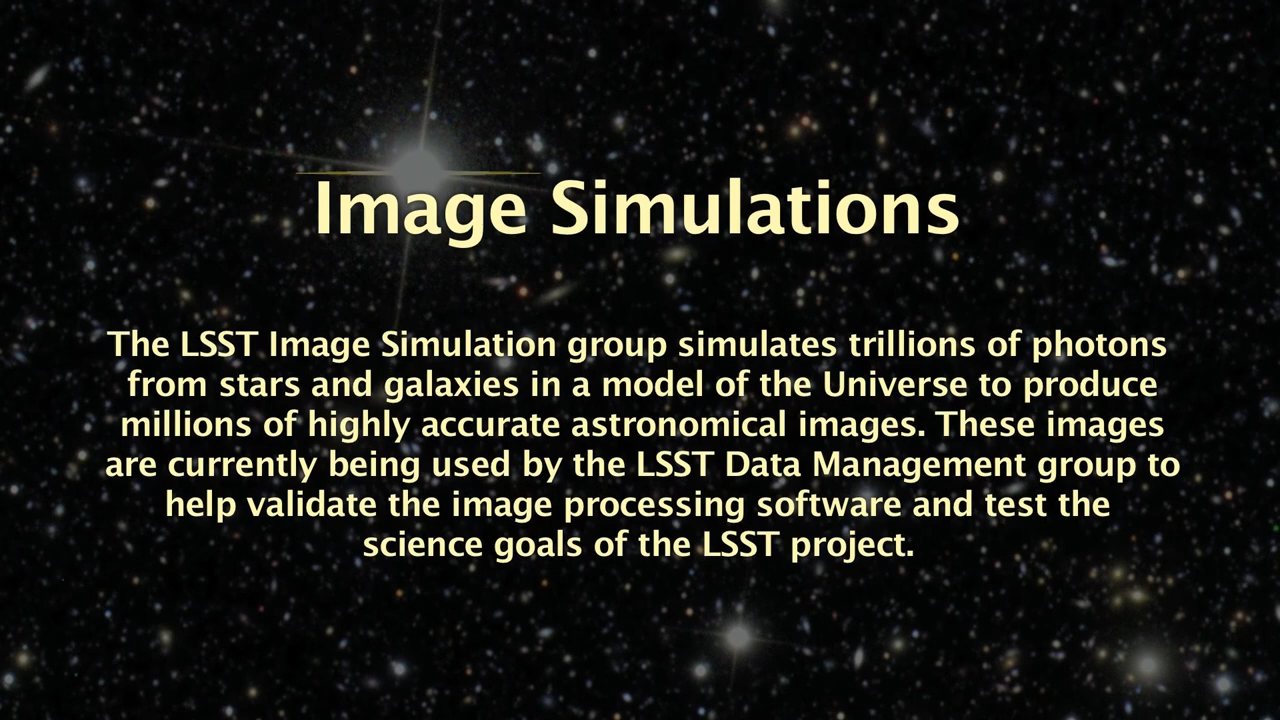 Image Simulations
The LSST Image Simulation group simulates trillions of photons
from stars and galaxies in a model of the Universe to produce
millions of highly accurate astronomical images. These images
are currently being used by the LSST Data Management group to
help validate the image processing software and test the
science goals of the LSST project.